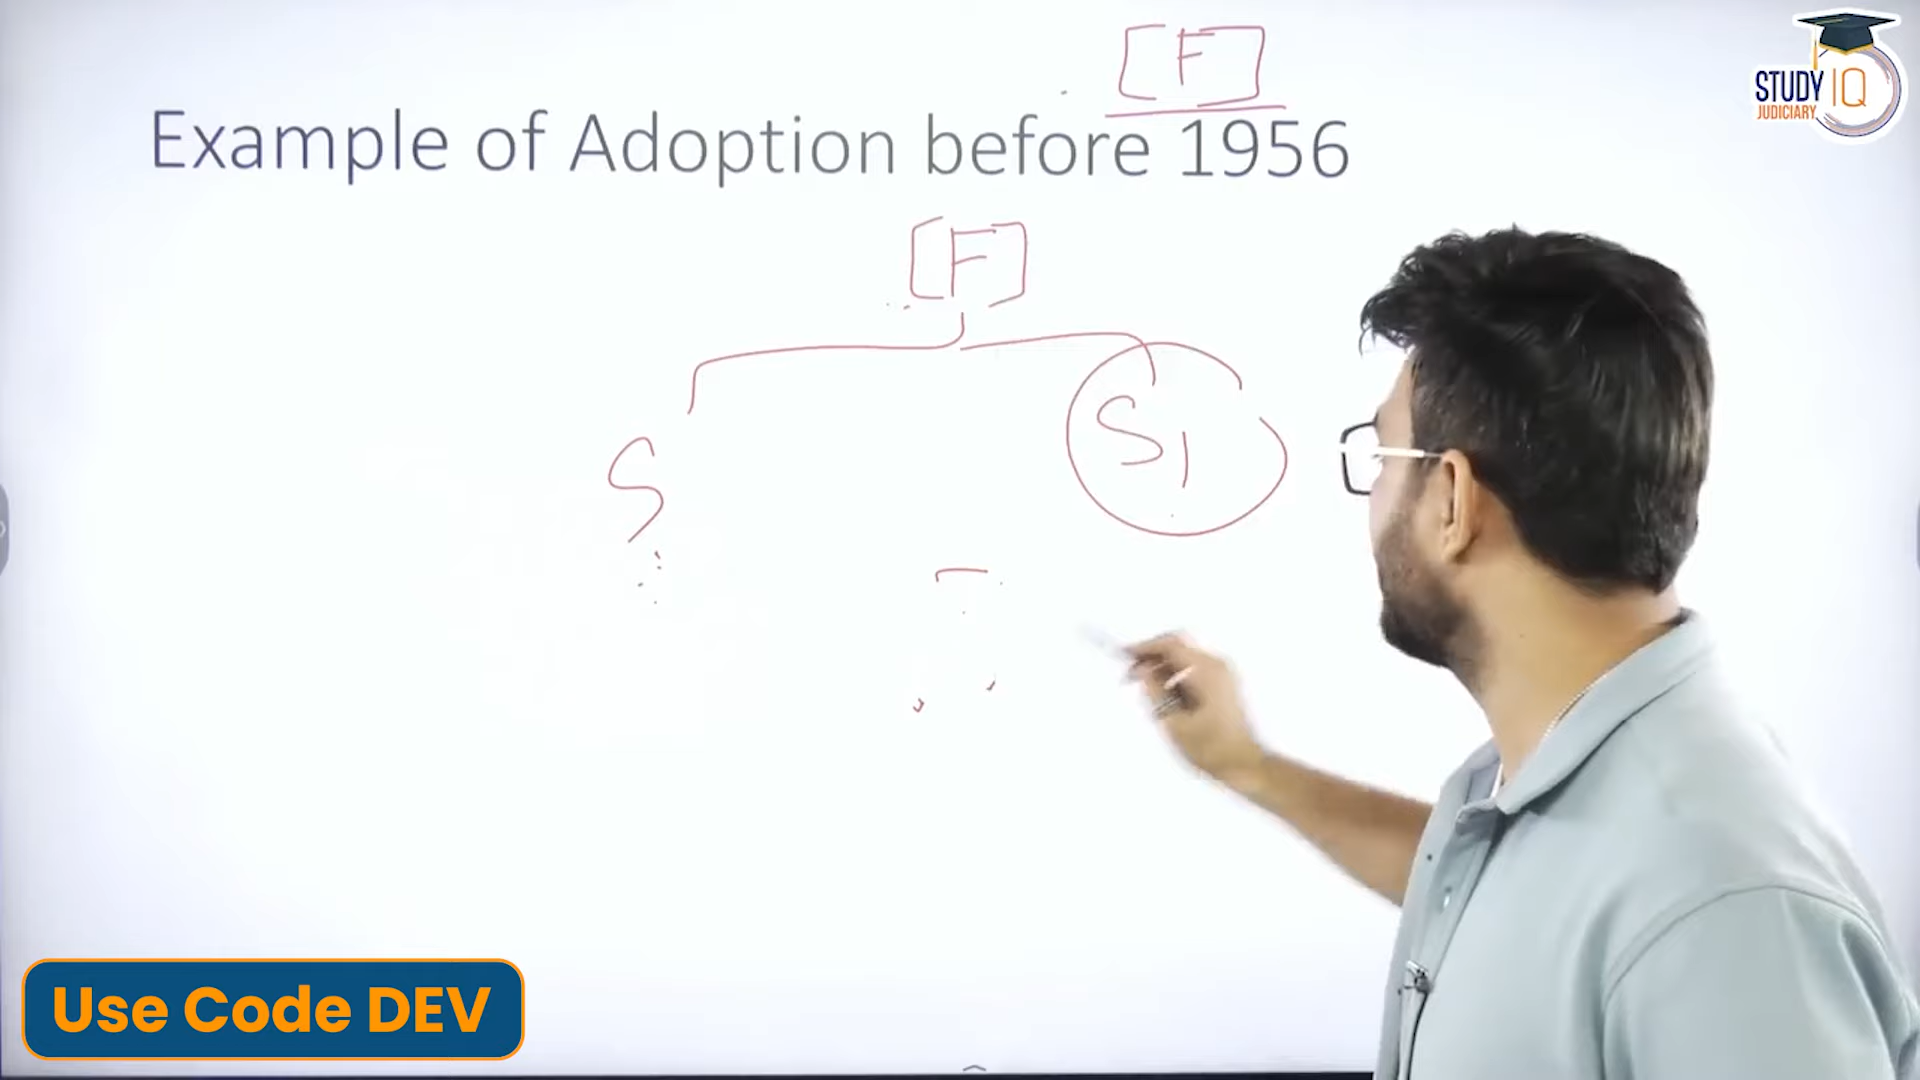 [F]
Example of Adoption before 1956
[F]
S
S1
STUDY IQ
JUDICIARY
Use Code DEV